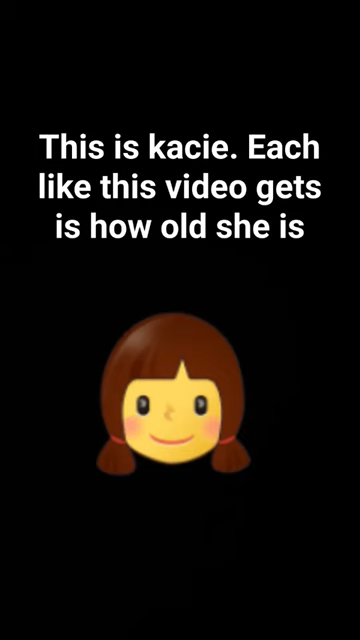 This is kacie. Each
like this video gets
is how old she is